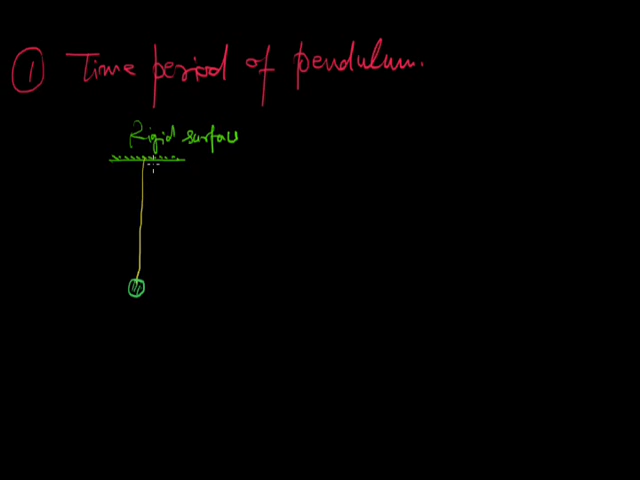 ① Time period of pendulum.
Rigid surface